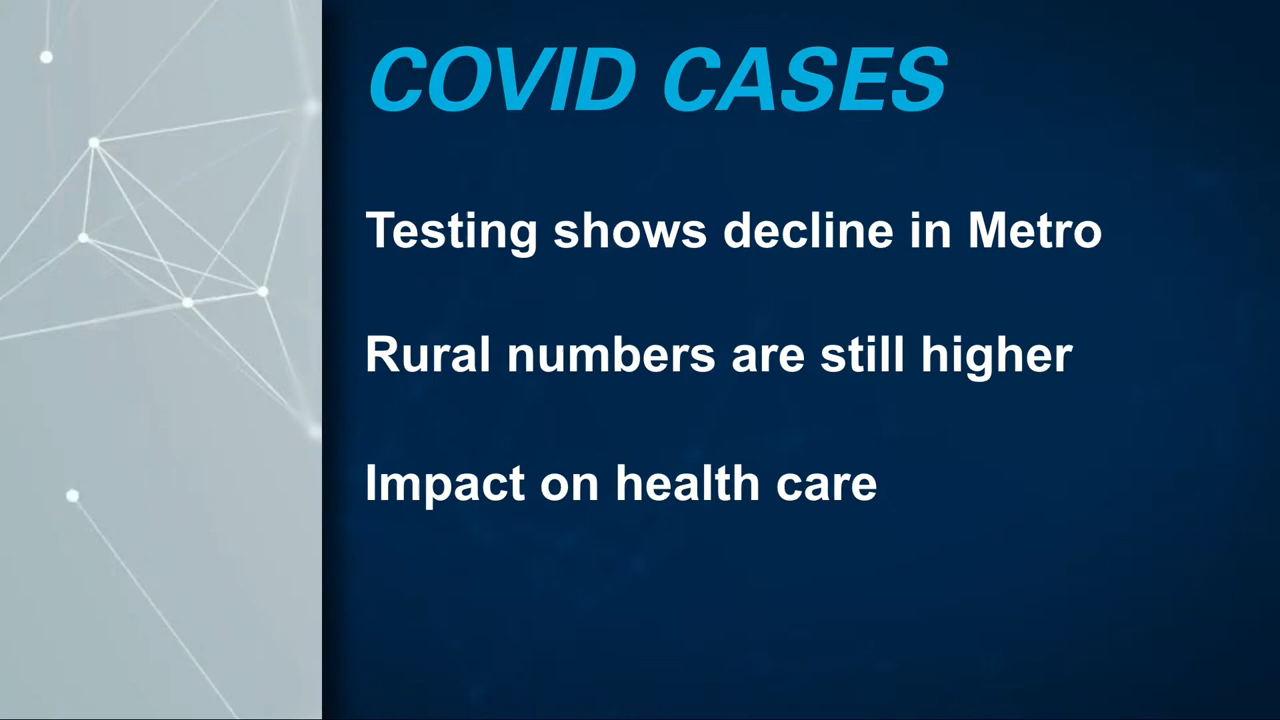 COVID CASES
Testing shows decline in Metro
Rural numbers are still higher
Impact on health care